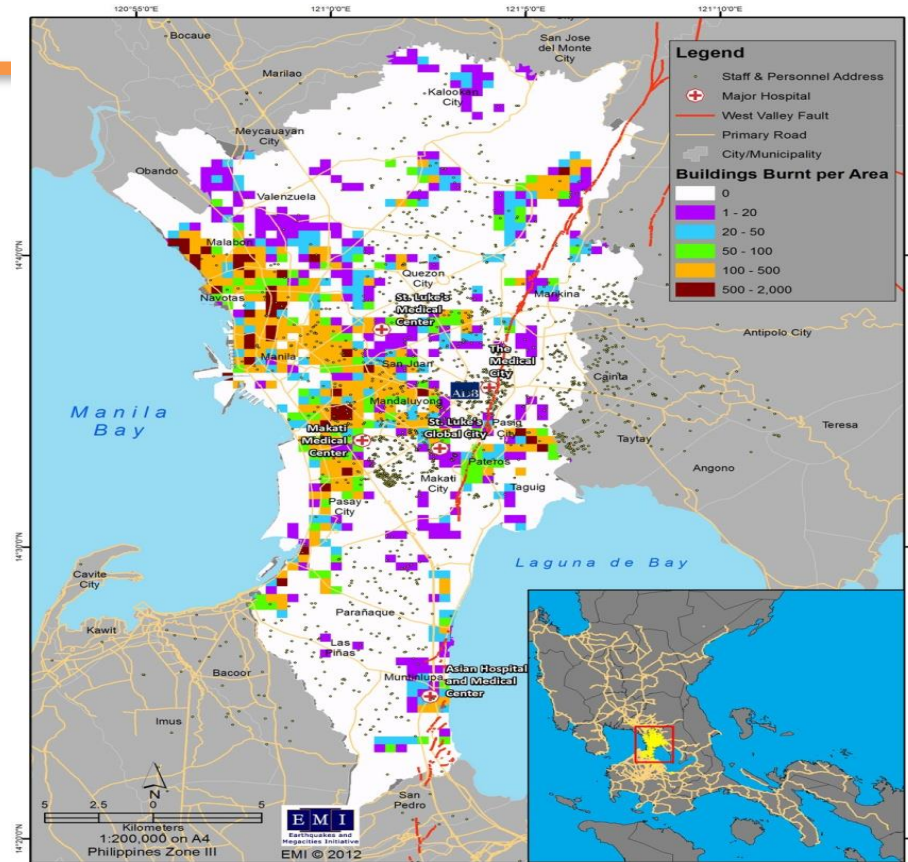 120°55'0"E
121°0'0"E
121°5'0"E
121°10'0"E
Bocaue
San Jose
del Monte
City
Marilao
Kalookan
City
Meycauayan
City
Obando
Valenzuela
Malabon
Quezon
City
Navotas
St. Luke's
Medical
Center
Marikina
Antipolo City
Manila
San Juan
The
Medical
City
Cainta
Mandaluyong
Manila
Bay
Makati
Medical
Center
St. Luke's
Global City
Pasig
City
Taytay
Teresa
Pateros
Angono
Makati
City
Taguig
Pasay
City
Laguna de Bay
Cavite
City
Parañaque
Kawit
Las
Piñas
Bacoor
Muntinlupa
Asian Hospital
and Medical
Center
Imus
San
Pedro
Legend
Staff & Personnel Address
Major Hospital
West Valley Fault
Primary Road
City/Municipality
Buildings Burnt per Area
0
1 - 20
20 - 50
50 - 100
100 - 500
500 - 2,000
N
5 2.5 0 5
Kilometers
1:200,000 on A4
Philippines Zone III
EMI
Earthquakes and
Megacities Initiative
EMI © 2012